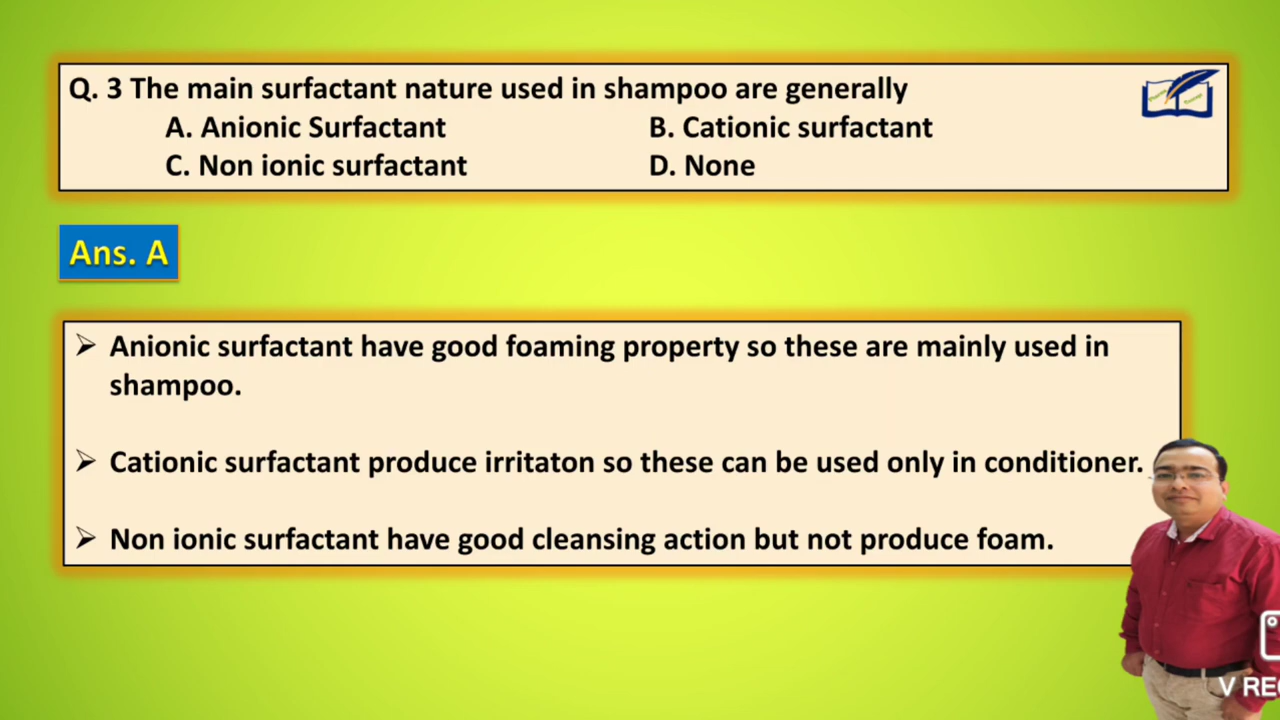 Q. 3 The main surfactant nature used in shampoo are generally
A. Anionic Surfactant B. Cationic surfactant
C. Non ionic surfactant D. None
Ans. A
➢ Anionic surfactant have good foaming property so these are mainly used in
shampoo.
➢ Cationic surfactant produce irritaton so these can be used only in conditioner.
➢ Non ionic surfactant have good cleansing action but not produce foam.